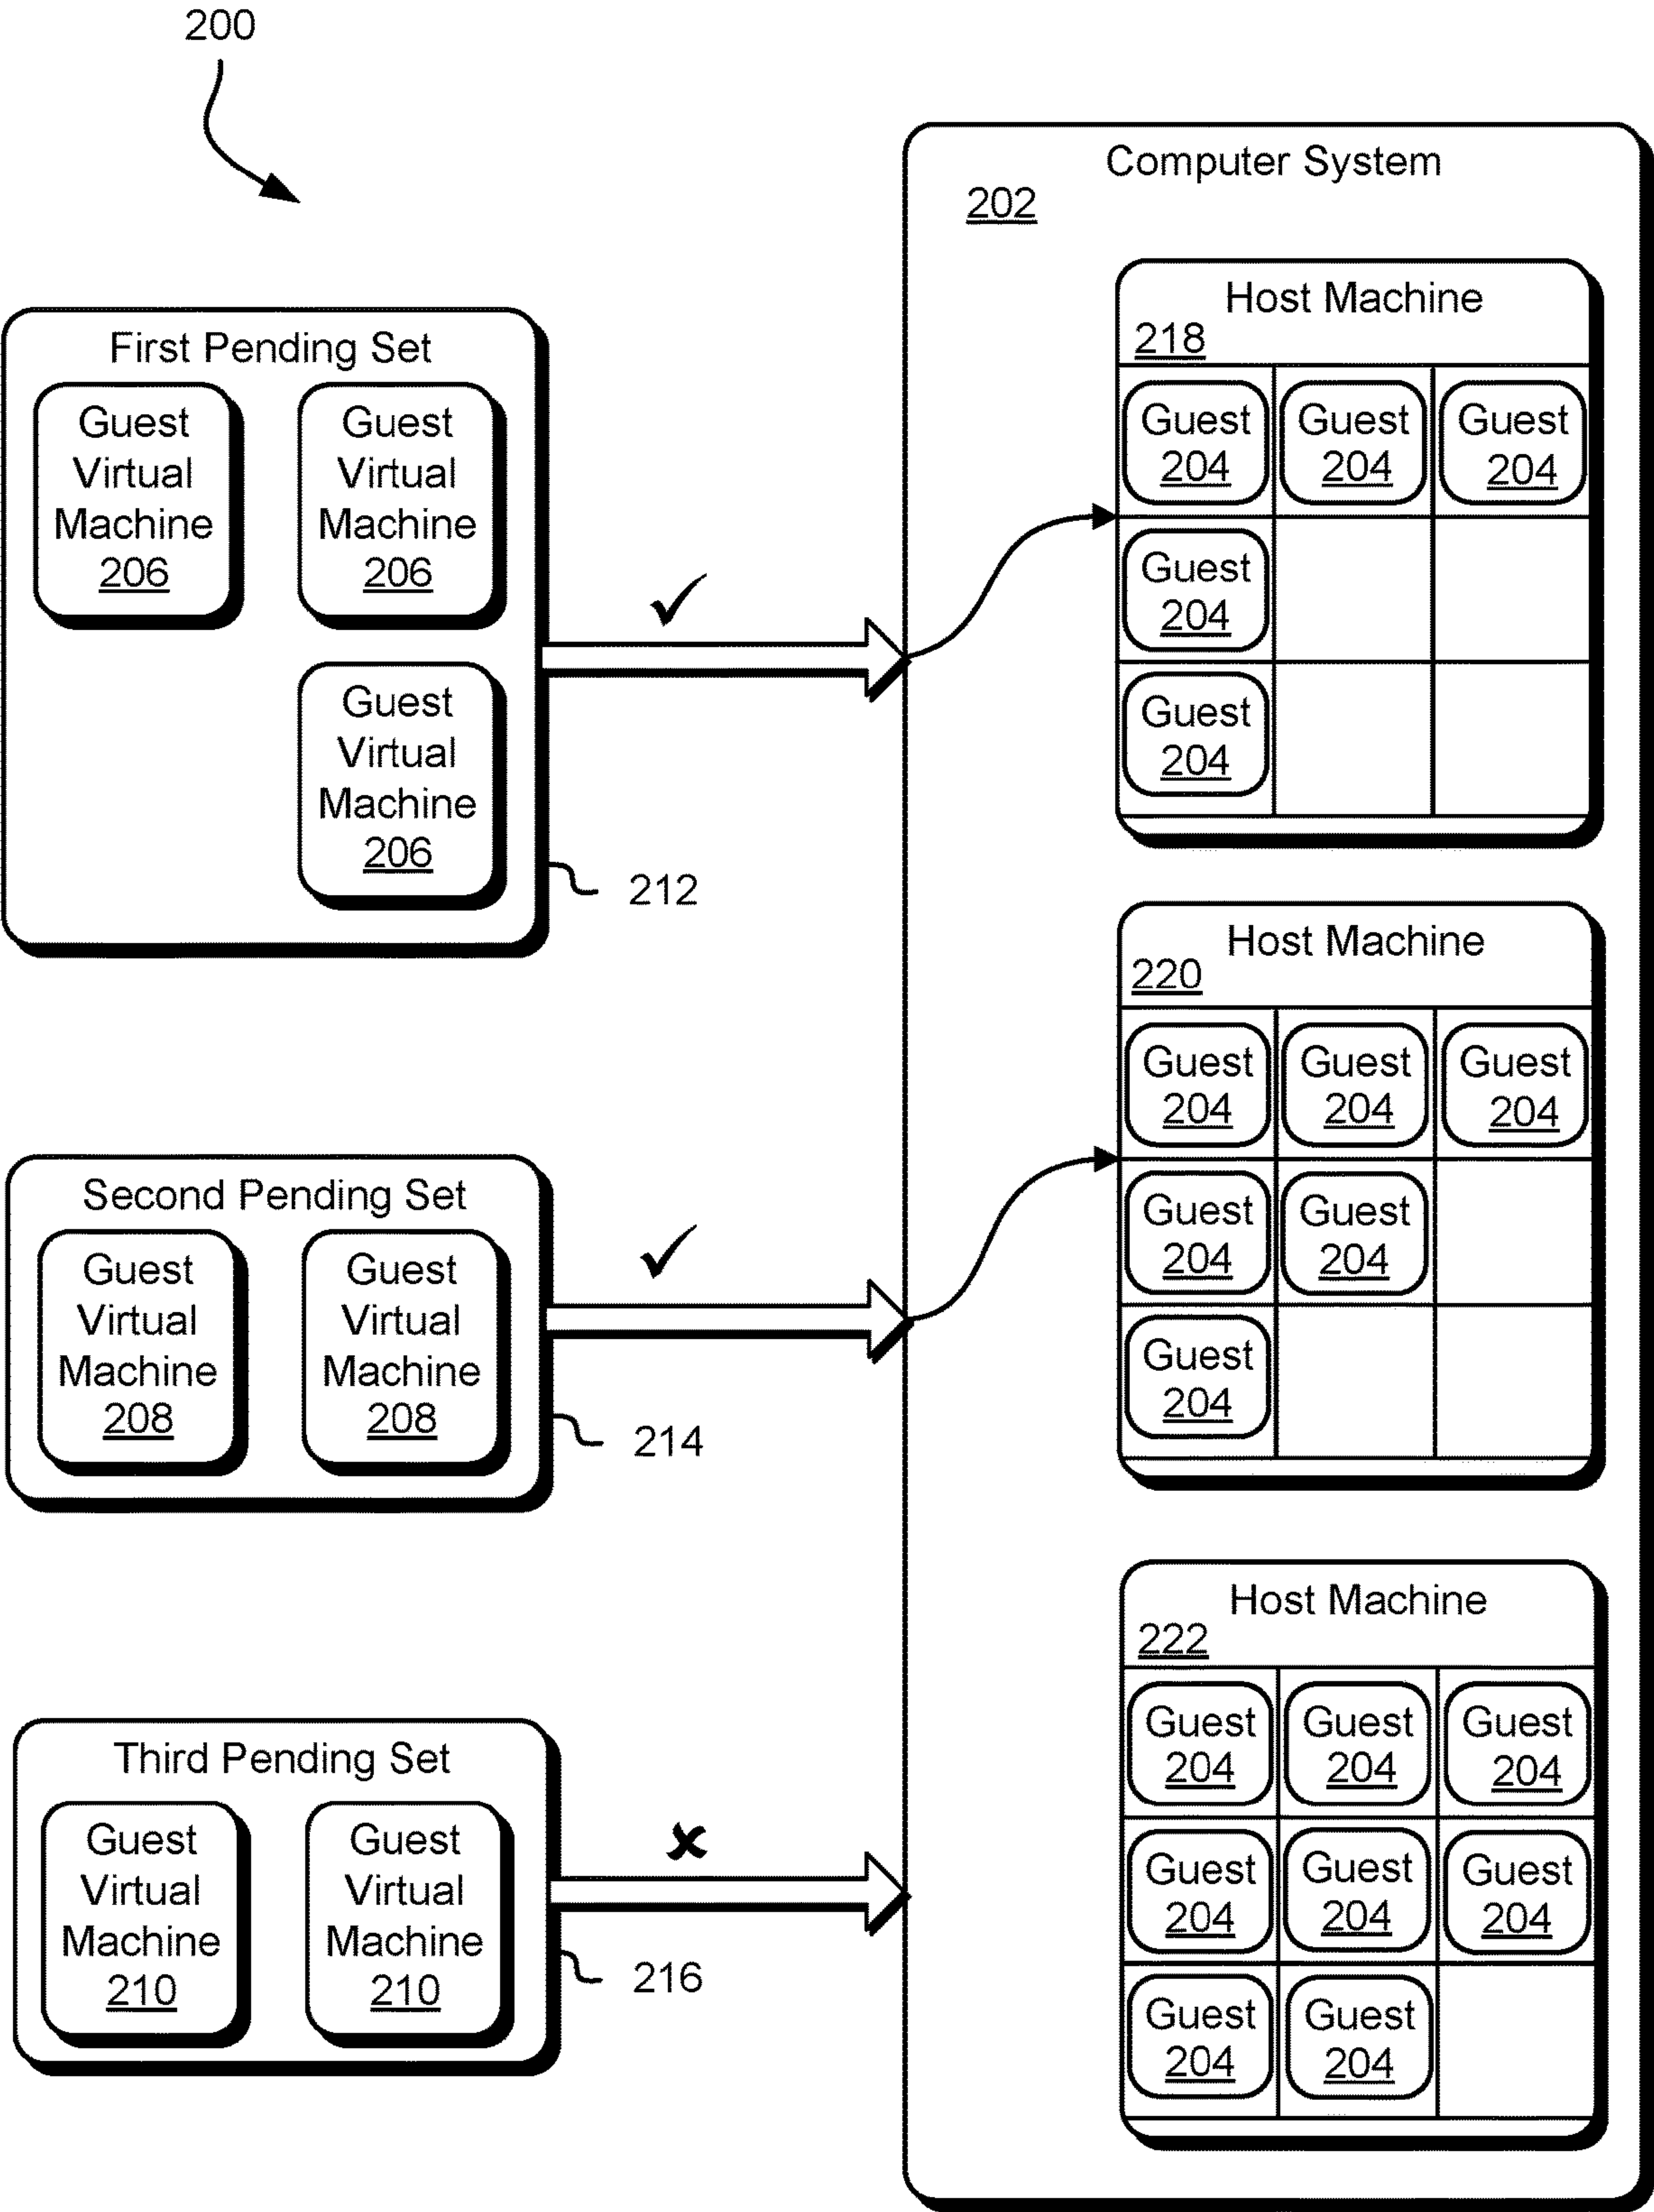 200
Computer System
202
First Pending Set
Guest
Virtual
Machine
206
Guest
Virtual
Machine
206
Guest
Virtual
Machine
206
212
Host Machine
218
Guest Guest Guest
204 204 204
Guest
204
Guest
204
Host Machine
220
Guest Guest Guest
204 204 204
Guest Guest
204 204
Guest
204
Second Pending Set
Guest
Virtual
Machine
208
Guest
Virtual
Machine
208
214
Third Pending Set
Guest
Virtual
Machine
210
Guest
Virtual
Machine
210
216
Host Machine
222
Guest Guest Guest
204 204 204
Guest Guest Guest
204 204 204
Guest Guest
204 204